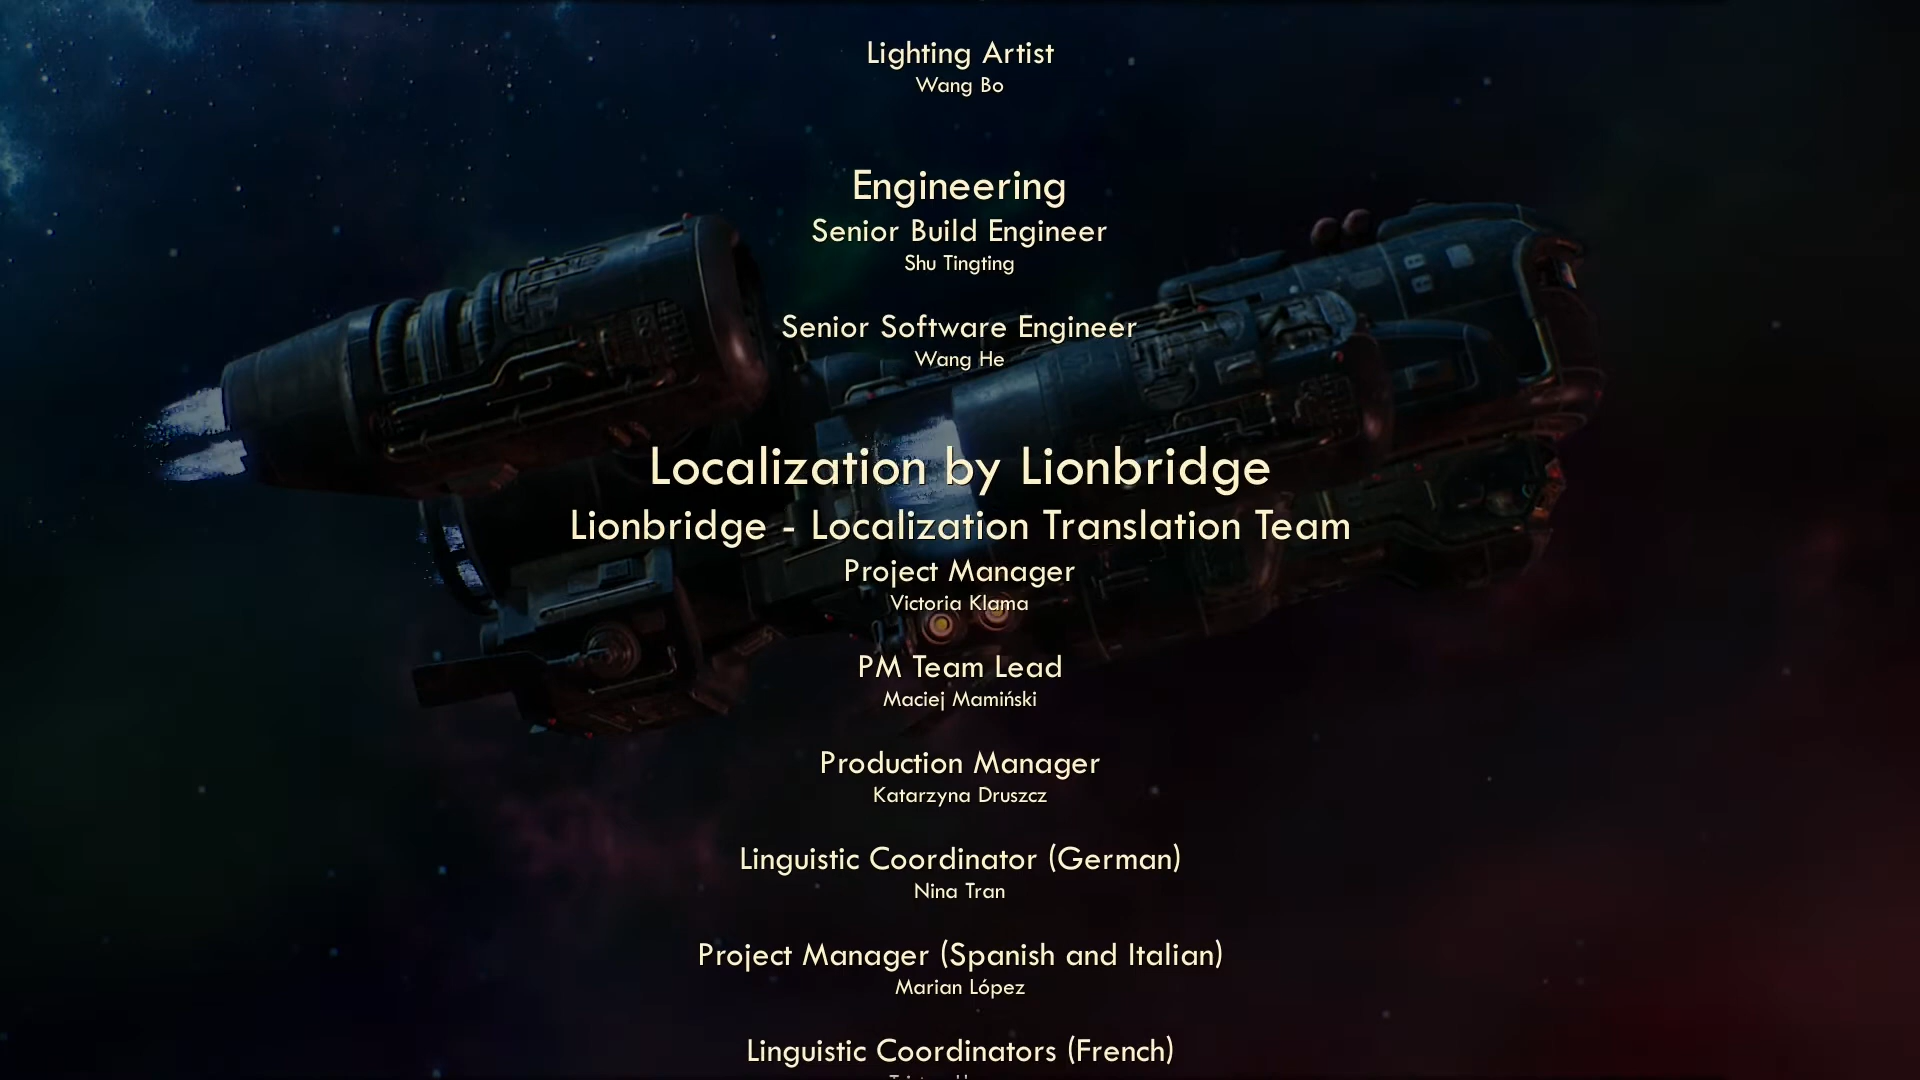 Lighting Artist
Wang Bo
Engineering
Senior Build Engineer
Shu Tingting
Senior Software Engineer
Wang He
Localization by Lionbridge
Lionbridge - Localization Translation Team
Project Manager
Victoria Klama
PM Team Lead
Maciej Mamiński
Production Manager
Katarzyna Druszcz
Linguistic Coordinator (German)
Nina Tran
Project Manager (Spanish and Italian)
Marian López
Linguistic Coordinators (French)